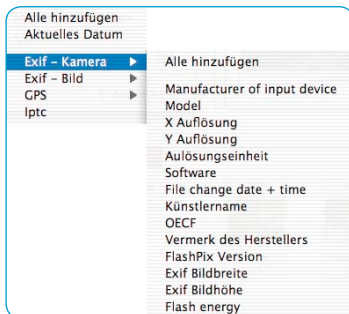 Alle hinzufügen
Aktuelles Datum
Exif – Kamera
Exif – Bild
GPS
Iptc
Alle hinzufügen
Manufacturer of input device
Model
X Auflösung
Y Auflösung
Aulösungseinheit
Software
File change date + time
Künstlername
OECF
Vermerk des Herstellers
FlashPix Version
Exif Bildbreite
Exif Bildhöhe
Flash energy